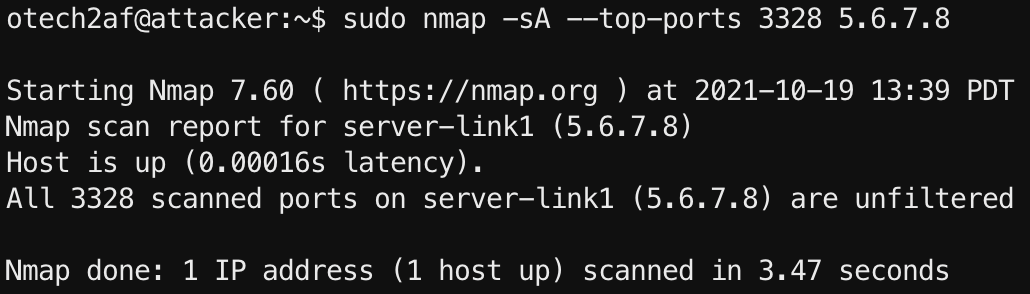 otech2af@attacker:~$ sudo nmap -sA --top-ports 3328 5.6.7.8
Starting Nmap 7.60 ( https://nmap.org ) at 2021-10-19 13:39 PDT
Nmap scan report for server-link1 (5.6.7.8)
Host is up (0.00016s latency).
All 3328 scanned ports on server-link1 (5.6.7.8) are unfiltered
Nmap done: 1 IP address (1 host up) scanned in 3.47 seconds